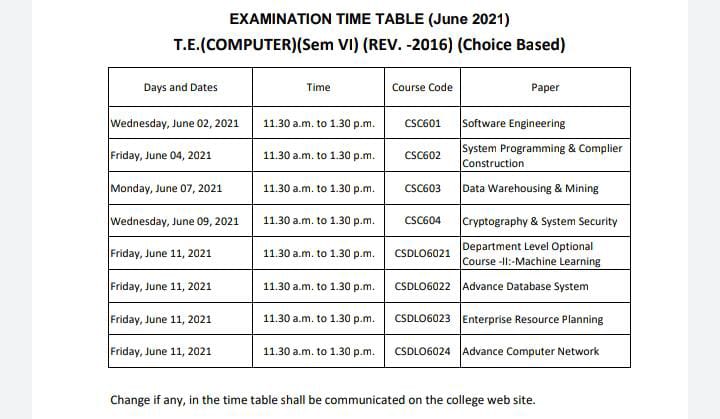 EXAMINATION TIME TABLE (June 2021)
T.E.(COMPUTER)(Sem VI) (REV. -2016) (Choice Based)
Days and Dates Time Course Code Paper
Wednesday, June 02, 2021 11.30 a.m. to 1.30 p.m. CSC601 Software Engineering
Friday, June 04, 2021 11.30 a.m. to 1.30 p.m. CSC602 System Programming & Complier
Construction
Monday, June 07, 2021 11.30 a.m. to 1.30 p.m. CSC603 Data Warehousing & Mining
Wednesday, June 09, 2021 11.30 a.m. to 1.30 p.m. CSC604 Cryptography & System Security
Friday, June 11, 2021 11.30 a.m. to 1.30 p.m. CSDLO6021 Department Level Optional
Course -II:-Machine Learning
Friday, June 11, 2021 11.30 a.m. to 1.30 p.m. CSDLO6022 Advance Database System
Friday, June 11, 2021 11.30 a.m. to 1.30 p.m. CSDLO6023 Enterprise Resource Planning
Friday, June 11, 2021 11.30 a.m. to 1.30 p.m. CSDLO6024 Advance Computer Network
Change if any, in the time table shall be communicated on the college web site.